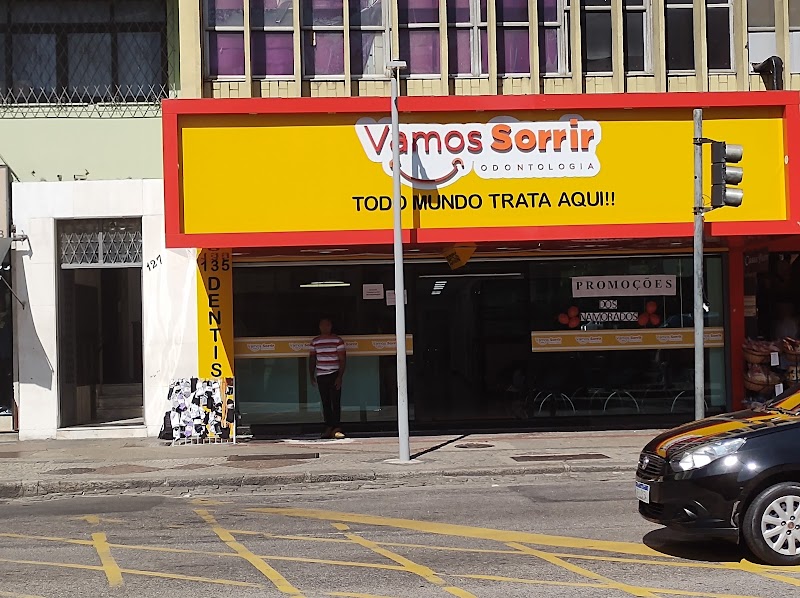 Vamos Sorrir
ODONTOLOGIA
TODO MUNDO TRATA AQUI!!
127
135
DENTIS
PROMOÇÕES
DOS
NAMORADOS